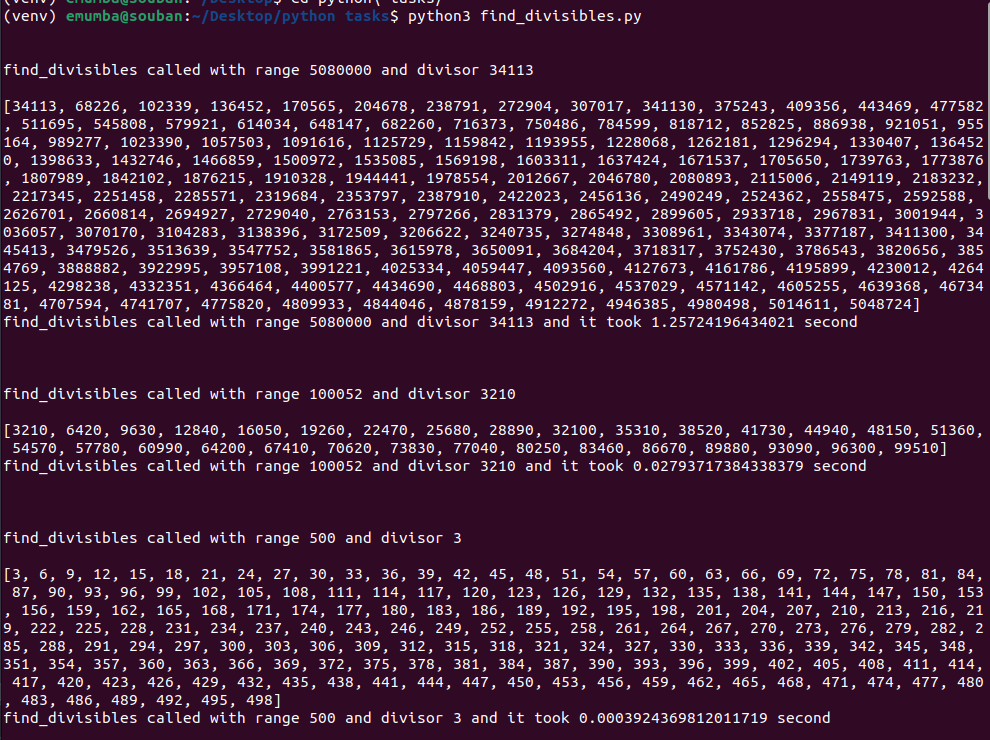 (venv) emumba@souban:~/Desktop$ cd python\ tasks/
(venv) emumba@souban:~/Desktop/python tasks$ python3 find_divisibles.py
find_divisibles called with range 5080000 and divisor 34113
[34113, 68226, 102339, 136452, 170565, 204678, 238791, 272904, 307017, 341130, 375243, 409356, 443469, 477582
, 511695, 545808, 579921, 614034, 648147, 682260, 716373, 750486, 784599, 818712, 852825, 886938, 921051, 955
164, 989277, 1023390, 1057503, 1091616, 1125729, 1159842, 1193955, 1228068, 1262181, 1296294, 1330407, 136452
0, 1398633, 1432746, 1466859, 1500972, 1535085, 1569198, 1603311, 1637424, 1671537, 1705650, 1739763, 1773876
, 1807989, 1842102, 1876215, 1910328, 1944441, 1978554, 2012667, 2046780, 2080893, 2115006, 2149119, 2183232,
2217345, 2251458, 2285571, 2319684, 2353797, 2387910, 2422023, 2456136, 2490249, 2524362, 2558475, 2592588,
2626701, 2660814, 2694927, 2729040, 2763153, 2797266, 2831379, 2865492, 2899605, 2933718, 2967831, 3001944, 3
036057, 3070170, 3104283, 3138396, 3172509, 3206622, 3240735, 3274848, 3308961, 3343074, 3377187, 3411300, 34
45413, 3479526, 3513639, 3547752, 3581865, 3615978, 3650091, 3684204, 3718317, 3752430, 3786543, 3820656, 385
4769, 3888882, 3922995, 3957108, 3991221, 4025334, 4059447, 4093560, 4127673, 4161786, 4195899, 4230012, 4264
125, 4298238, 4332351, 4366464, 4400577, 4434690, 4468803, 4502916, 4537029, 4571142, 4605255, 4639368, 46734
81, 4707594, 4741707, 4775820, 4809933, 4844046, 4878159, 4912272, 4946385, 4980498, 5014611, 5048724]
find_divisibles called with range 5080000 and divisor 34113 and it took 1.25724196434021 second
find_divisibles called with range 100052 and divisor 3210
[3210, 6420, 9630, 12840, 16050, 19260, 22470, 25680, 28890, 32100, 35310, 38520, 41730, 44940, 48150, 51360,
54570, 57780, 60990, 64200, 67410, 70620, 73830, 77040, 80250, 83460, 86670, 89880, 93090, 96300, 99510]
find_divisibles called with range 100052 and divisor 3210 and it took 0.02793717384338379 second
find_divisibles called with range 500 and divisor 3
[3, 6, 9, 12, 15, 18, 21, 24, 27, 30, 33, 36, 39, 42, 45, 48, 51, 54, 57, 60, 63, 66, 69, 72, 75, 78, 81, 84,
87, 90, 93, 96, 99, 102, 105, 108, 111, 114, 117, 120, 123, 126, 129, 132, 135, 138, 141, 144, 147, 150, 153
, 156, 159, 162, 165, 168, 171, 174, 177, 180, 183, 186, 189, 192, 195, 198, 201, 204, 207, 210, 213, 216, 21
9, 222, 225, 228, 231, 234, 237, 240, 243, 246, 249, 252, 255, 258, 261, 264, 267, 270, 273, 276, 279, 282, 2
85, 288, 291, 294, 297, 300, 303, 306, 309, 312, 315, 318, 321, 324, 327, 330, 333, 336, 339, 342, 345, 348,
351, 354, 357, 360, 363, 366, 369, 372, 375, 378, 381, 384, 387, 390, 393, 396, 399, 402, 405, 408, 411, 414,
417, 420, 423, 426, 429, 432, 435, 438, 441, 444, 447, 450, 453, 456, 459, 462, 465, 468, 471, 474, 477, 480
, 483, 486, 489, 492, 495, 498]
find_divisibles called with range 500 and divisor 3 and it took 0.0003924369812011719 second